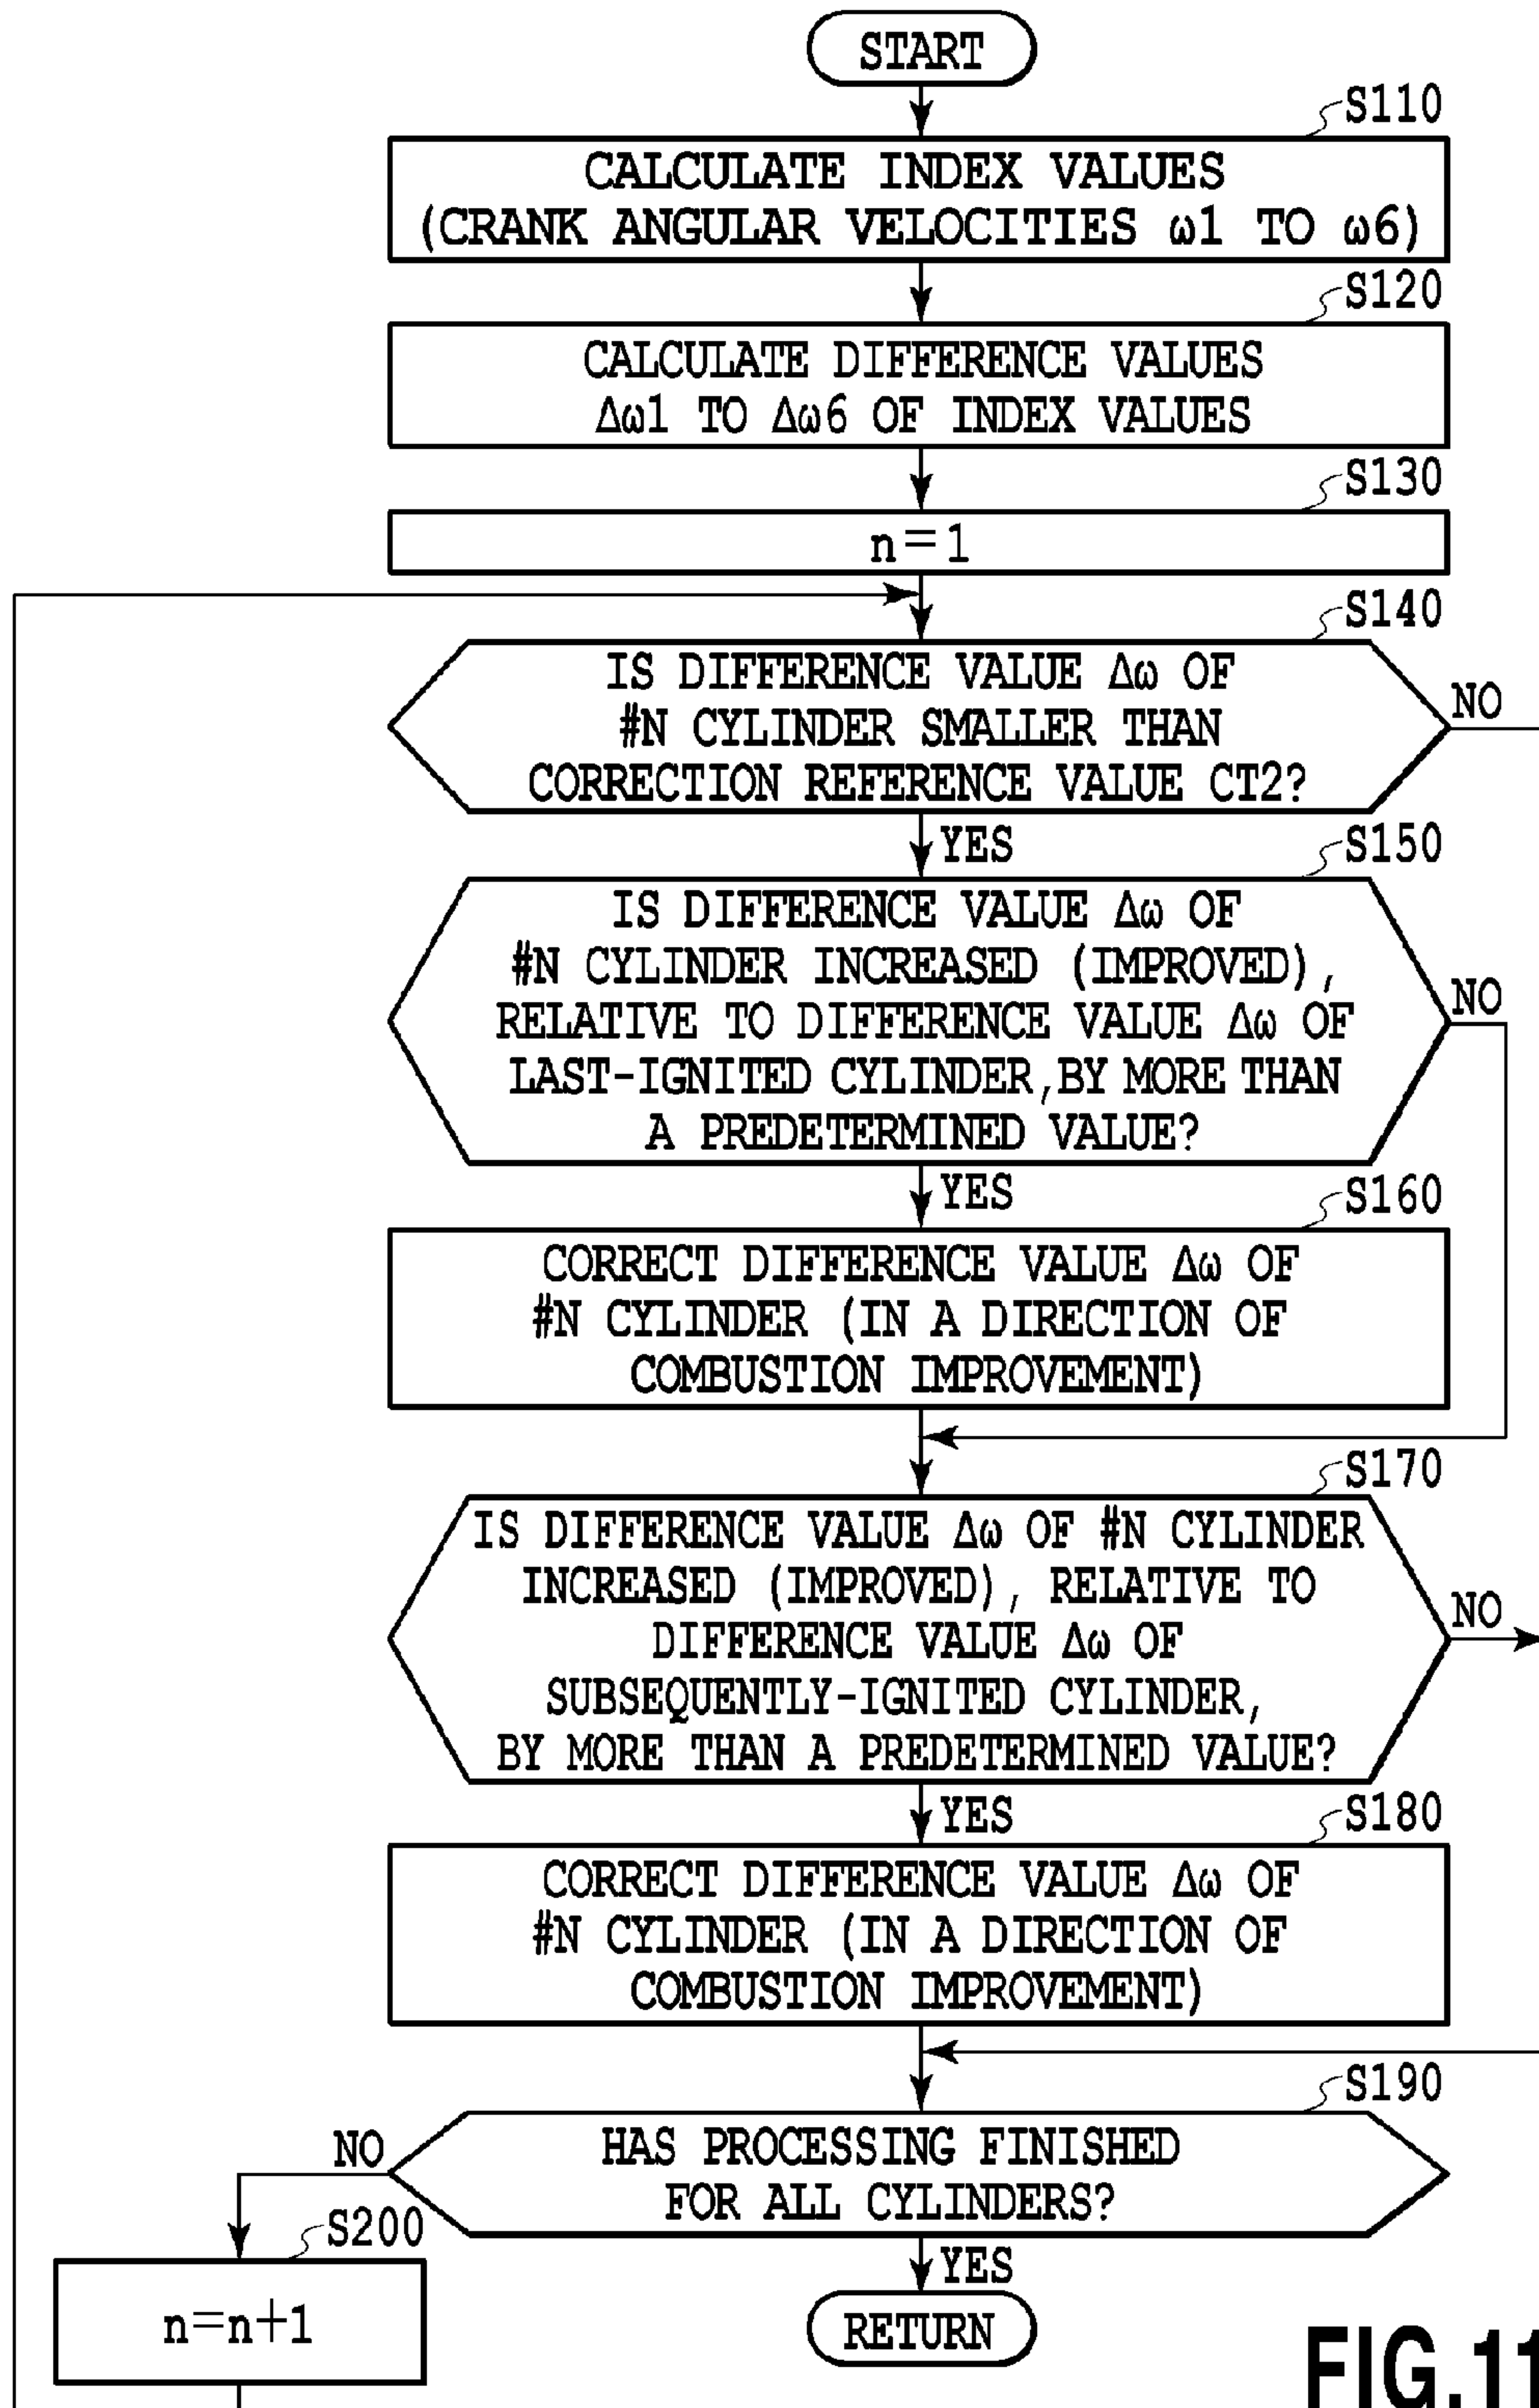 START
S110
CALCULATE INDEX VALUES
(CRANK ANGULAR VELOCITIES ω1 TO ω6)
S120
CALCULATE DIFFERENCE VALUES
Δω1 TO Δω6 OF INDEX VALUES
S130
n=1
S140
IS DIFFERENCE VALUE Δω OF
#N CYLINDER SMALLER THAN
CORRECTION REFERENCE VALUE CT2?
NO
YES
S150
IS DIFFERENCE VALUE Δω OF
#N CYLINDER INCREASED (IMPROVED),
RELATIVE TO DIFFERENCE VALUE Δω OF
LAST-IGNITED CYLINDER, BY MORE THAN
A PREDETERMINED VALUE?
NO
YES
S160
CORRECT DIFFERENCE VALUE Δω OF
#N CYLINDER (IN A DIRECTION OF
COMBUSTION IMPROVEMENT)
S170
IS DIFFERENCE VALUE Δω OF #N CYLINDER
INCREASED (IMPROVED), RELATIVE TO
DIFFERENCE VALUE Δω OF
SUBSEQUENTLY-IGNITED CYLINDER,
BY MORE THAN A PREDETERMINED VALUE?
NO
YES
S180
CORRECT DIFFERENCE VALUE Δω OF
#N CYLINDER (IN A DIRECTION OF
COMBUSTION IMPROVEMENT)
S190
HAS PROCESSING FINISHED
FOR ALL CYLINDERS?
NO
YES
S200
n=n+1
RETURN
FIG.11